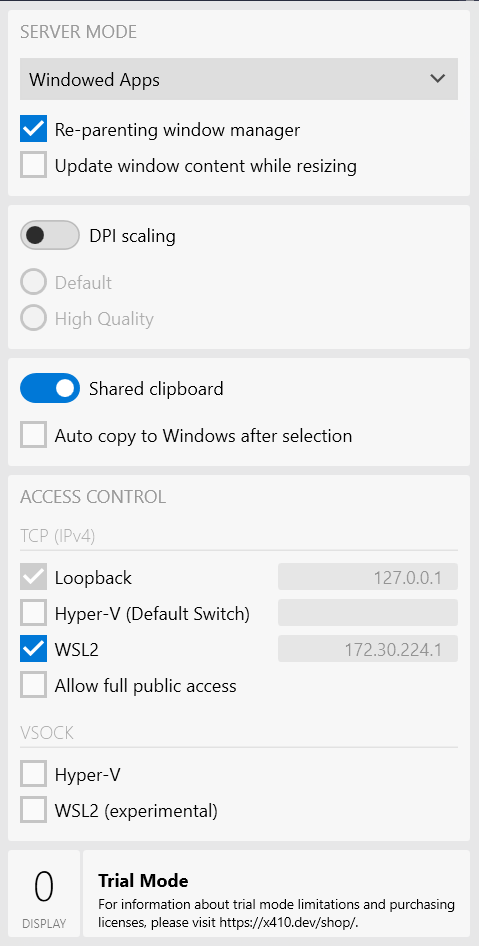 SERVER MODE
Windowed Apps
Re-parenting window manager
Update window content while resizing
DPI scaling
Default
High Quality
Shared clipboard
Auto copy to Windows after selection
ACCESS CONTROL
TCP (IPv4)
Loopback 127.0.0.1
Hyper-V (Default Switch)
WSL2 172.30.224.1
Allow full public access
VSOCK
Hyper-V
WSL2 (experimental)
0
DISPLAY
Trial Mode
For information about trial mode limitations and purchasing
licenses, please visit https://x410.dev/shop/.